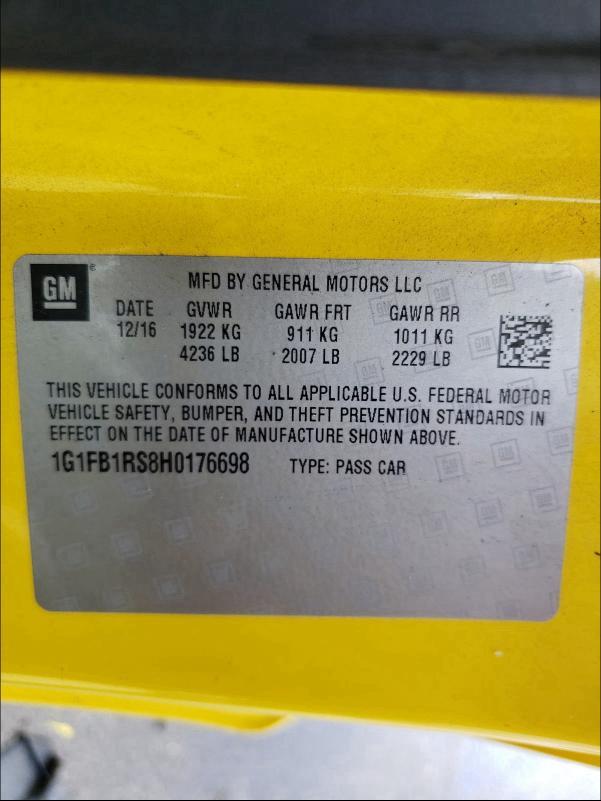 GM ®
MFD BY GENERAL MOTORS LLC
DATE GVWR GAWR FRT GAWR RR
12/16 1922 KG 911 KG 1011 KG
4236 LB 2007 LB 2229 LB
THIS VEHICLE CONFORMS TO ALL APPLICABLE U.S. FEDERAL MOTOR
VEHICLE SAFETY, BUMPER, AND THEFT PREVENTION STANDARDS IN
EFFECT ON THE DATE OF MANUFACTURE SHOWN ABOVE.
1G1FB1RS8H0176698 TYPE: PASS CAR